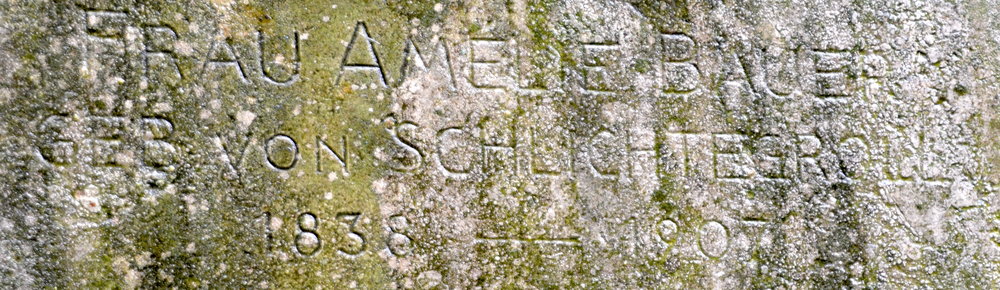 FRAU AMELIE BAUER
GEB VON SCHLICHTEGROLL
1838 — 1907